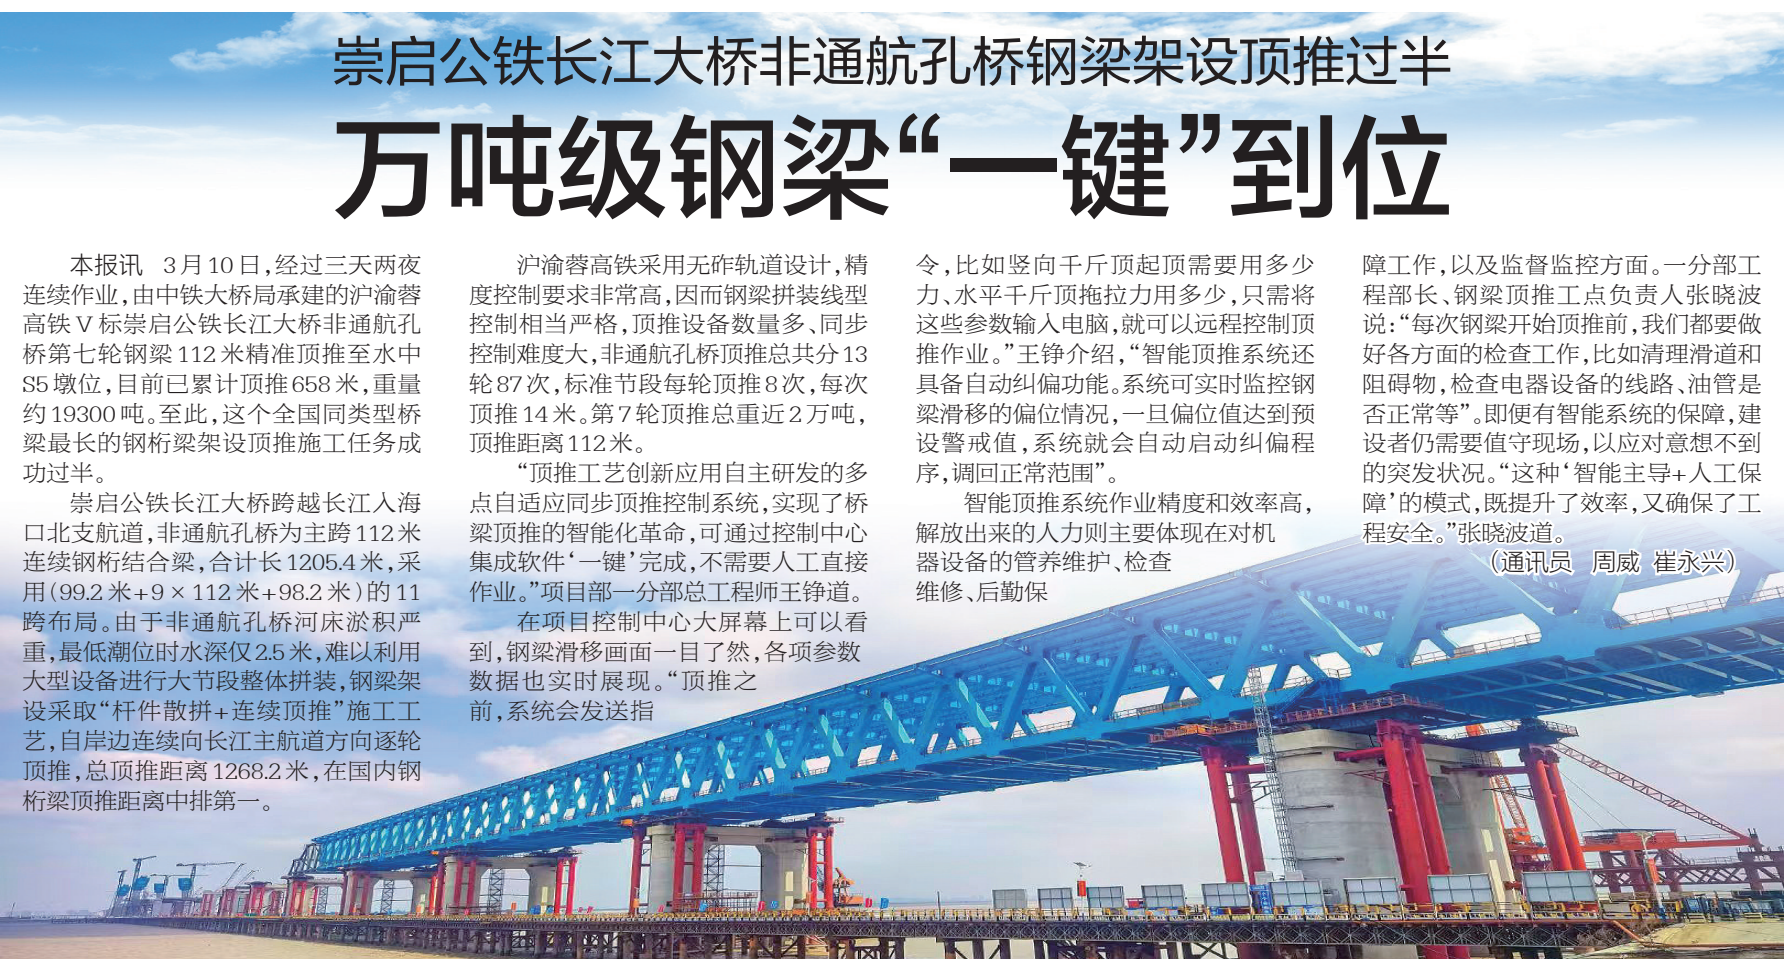 崇启公铁长江大桥非通航孔桥钢梁架设顶推过半
万吨级钢梁“一键”到位
本报讯 3月10日,经过三天两夜
连续作业,由中铁大桥局承建的沪渝蓉
高铁V标崇启公铁长江大桥非通航孔
桥第七轮钢梁112米精准顶推至水中
S5墩位,目前已累计顶推658米,重量
约19300吨。至此,这个全国同类型桥
梁最长的钢桁梁架设顶推施工任务成
功过半。
崇启公铁长江大桥跨越长江入海
口北支航道,非通航孔桥为主跨112米
连续钢桁结合梁,合计长1205.4米,采
用(99.2米+9×112米+98.2米)的11
跨布局。由于非通航孔桥河床淤积严
重,最低潮位时水深仅2.5米,难以利用
大型设备进行大节段整体拼装,钢梁架
设采取“杆件散拼+连续顶推”施工工
艺,自岸边连续向长江主航道方向逐轮
顶推,总顶推距离1268.2米,在国内钢
桁梁顶推距离中排第一。
沪渝蓉高铁采用无砟轨道设计,精
度控制要求非常高,因而钢梁拼装线型
控制相当严格,顶推设备数量多、同步
控制难度大,非通航孔桥顶推总共分13
轮87次,标准节段每轮顶推8次,每次
顶推14米。第7轮顶推总重近2万吨,
顶推距离112米。
“顶推工艺创新应用自主研发的多
点自适应同步顶推控制系统,实现了桥
梁顶推的智能化革命,可通过控制中心
集成软件‘一键’完成,不需要人工直接
作业。”项目部一分部总工程师王铮道。
在项目控制中心大屏幕上可以看
到,钢梁滑移画面一目了然,各项参数
数据也实时展现。“顶推之
前,系统会发送指
令,比如竖向千斤顶起顶需要用多少
力、水平千斤顶拖拉力用多少,只需将
这些参数输入电脑,就可以远程控制顶
推作业。”王铮介绍,“智能顶推系统还
具备自动纠偏功能。系统可实时监控钢
梁滑移的偏位情况,一旦偏位值达到预
设警戒值,系统就会自动启动纠偏程
序,调回正常范围”。
智能顶推系统作业精度和效率高,
解放出来的人力则主要体现在对机
器设备的管养维护、检查
维修、后勤保
障工作,以及监督监控方面。一分部工
程部长、钢梁顶推工点负责人张晓波
说:“每次钢梁开始顶推前,我们都要做
好各方面的检查工作,比如清理滑道和
阻碍物,检查电器设备的线路、油管是
否正常等”。即便有智能系统的保障,建
设者仍需要值守现场,以应对意想不到
的突发状况。“这种‘智能主导+人工保
障’的模式,既提升了效率,又确保了工
程安全。”张晓波道。
(通讯员 周威 崔永兴)